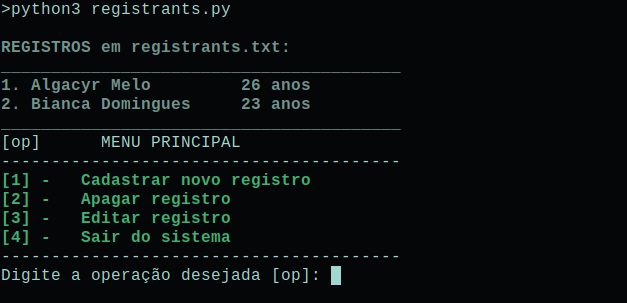 >python3 registrants.py
REGISTROS em registrants.txt:
________________________________________
1. Algacyr Melo         26 anos
2. Bianca Domingues     23 anos
________________________________________
[op]      MENU PRINCIPAL
----------------------------------------
[1] -   Cadastrar novo registro
[2] -   Apagar registro
[3] -   Editar registro
[4] -   Sair do sistema
----------------------------------------
Digite a operação desejada [op]: